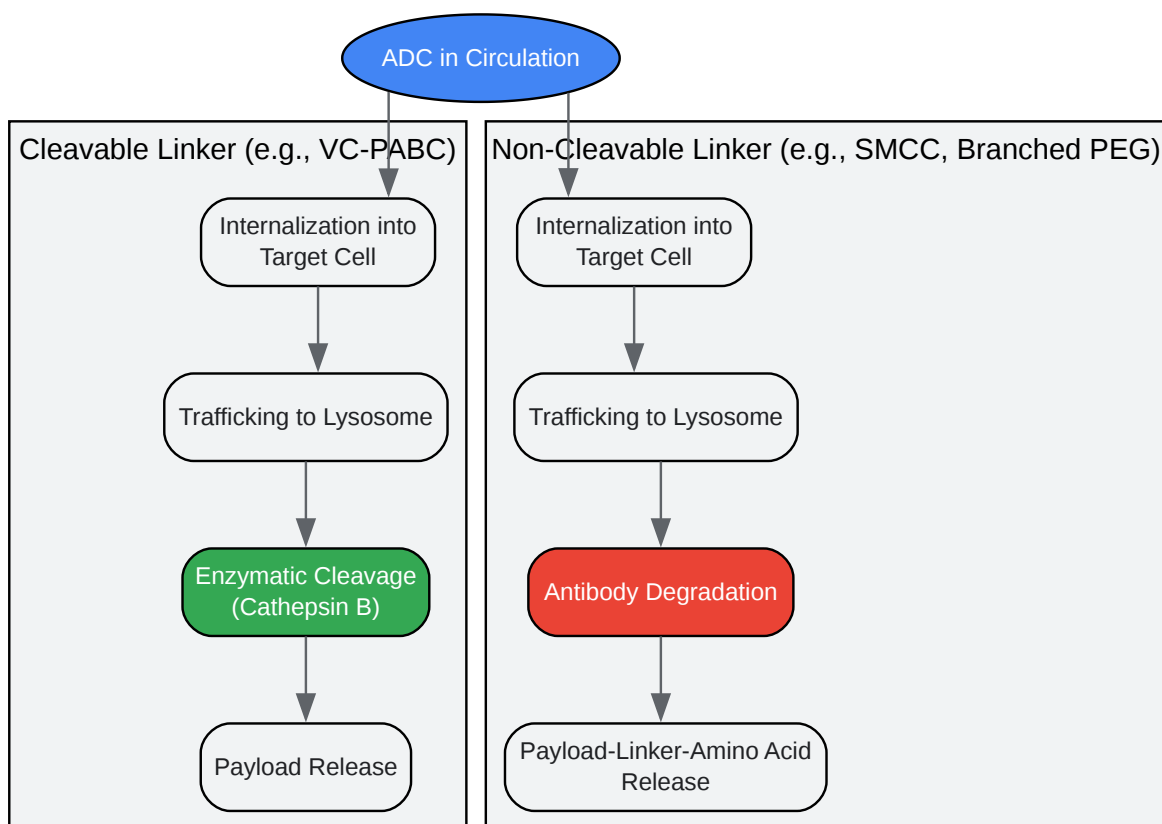 ADC in Circulation
Cleavable Linker (e.g., VC-PABC)
Internalization into
Target Cell
Trafficking to Lysosome
Enzymatic Cleavage
(Cathepsin B)
Payload Release
Non-Cleavable Linker (e.g., SMCC, Branched PEG)
Internalization into
Target Cell
Trafficking to Lysosome
Antibody Degradation
Payload-Linker-Amino Acid
Release